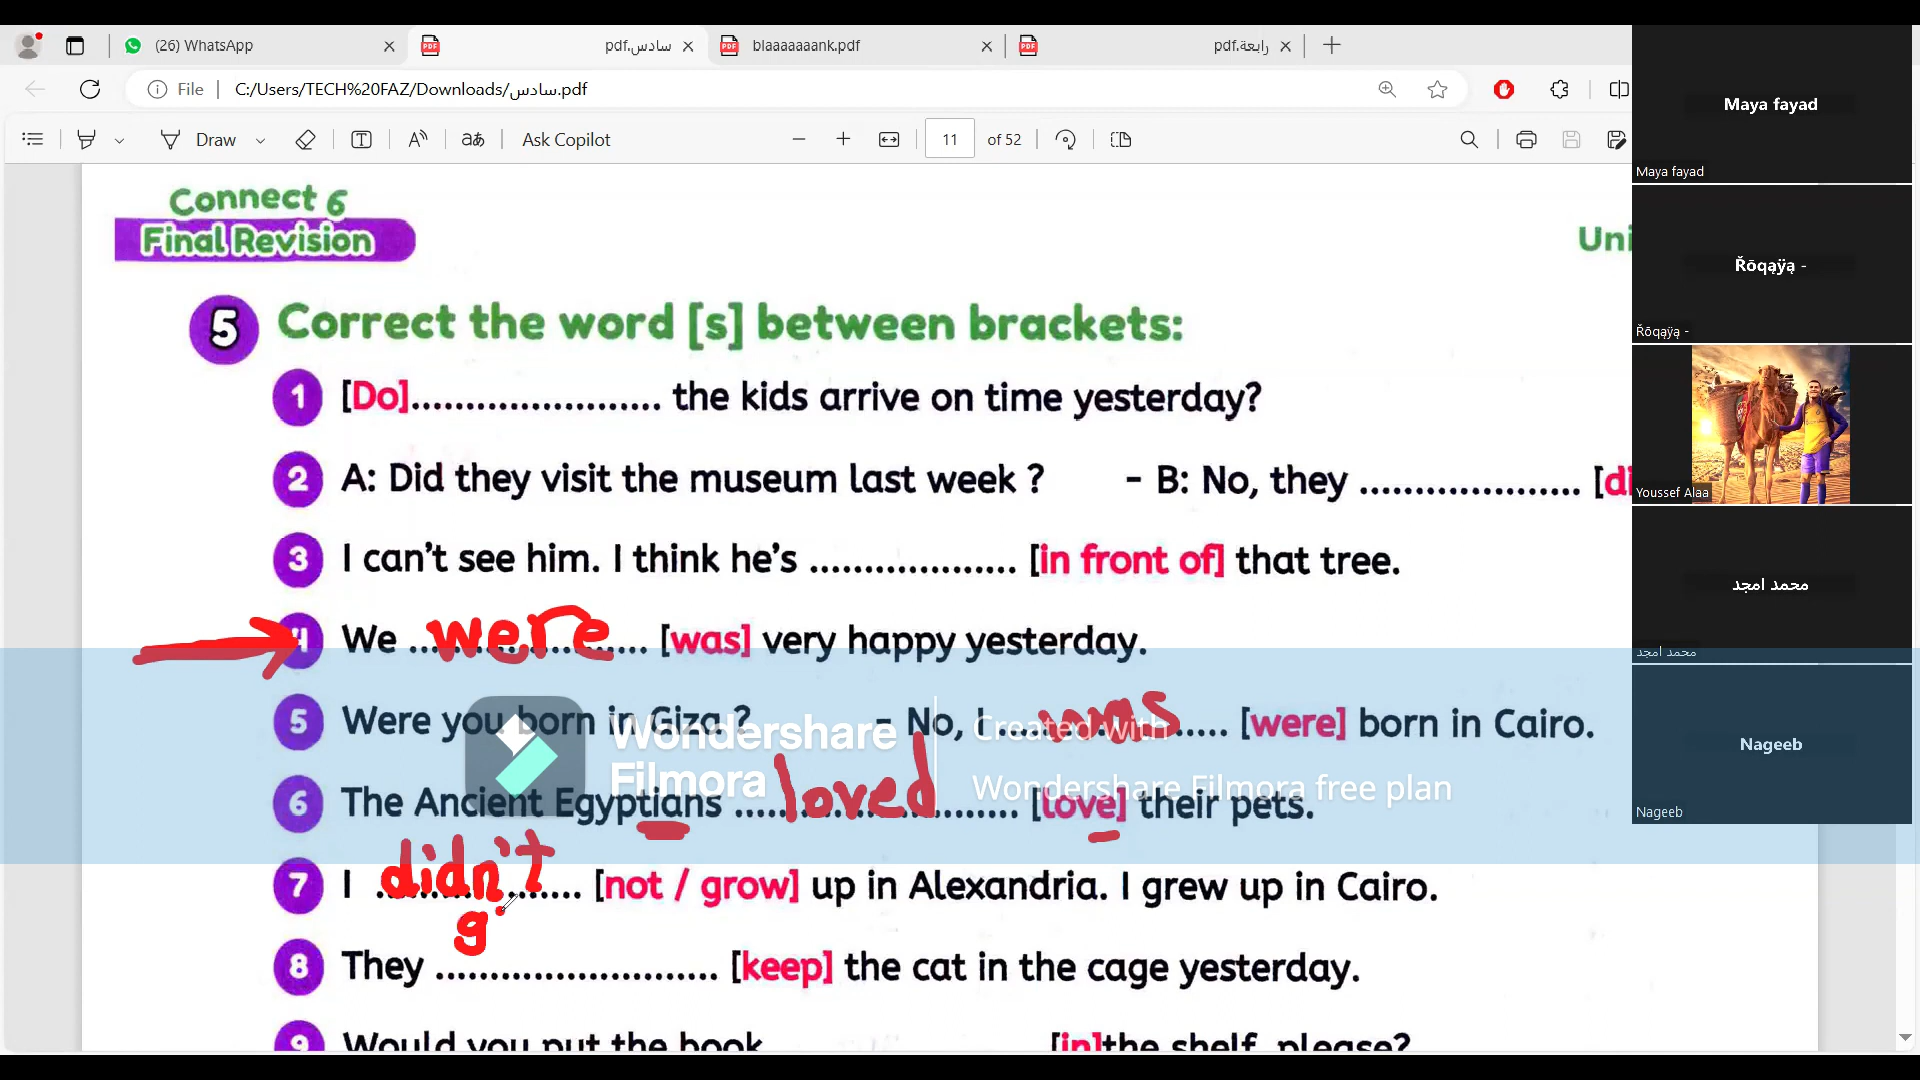 (26) WhatsApp
سادس.pdf
blaaaaaaank.pdf
رابعة.pdf
File
C:/Users/TECH%20FAZ/Downloads/سادس.pdf
Draw
aあ
Ask Copilot
11 of 52
Connect 6
Final Revision
Uni
5 Correct the word [s] between brackets:
1 [Do]....................... the kids arrive on time yesterday?
2 A: Did they visit the museum last week ? - B: No, they .................... [di
3 I can't see him. I think he's ................... [in front of] that tree.
4 We .. were ... [was] very happy yesterday.
5 Were you born in Giza ? - No, I .... was .... [were] born in Cairo.
6 The Ancient Egyptians .... loved ...... [love] their pets.
7 I didn't ..... [not / grow] up in Alexandria. I grew up in Cairo.
g
8 They .......................... [keep] the cat in the cage yesterday.
9 Would you put the book [in]the shelf, please?
Wondershare
Filmora
Created with
Wondershare Filmora free plan
Maya fayad
Maya fayad
Řōqąÿą -
Řōqąÿą -
Youssef Alaa
محمد امجد
محمد امجد
Nageeb
Nageeb